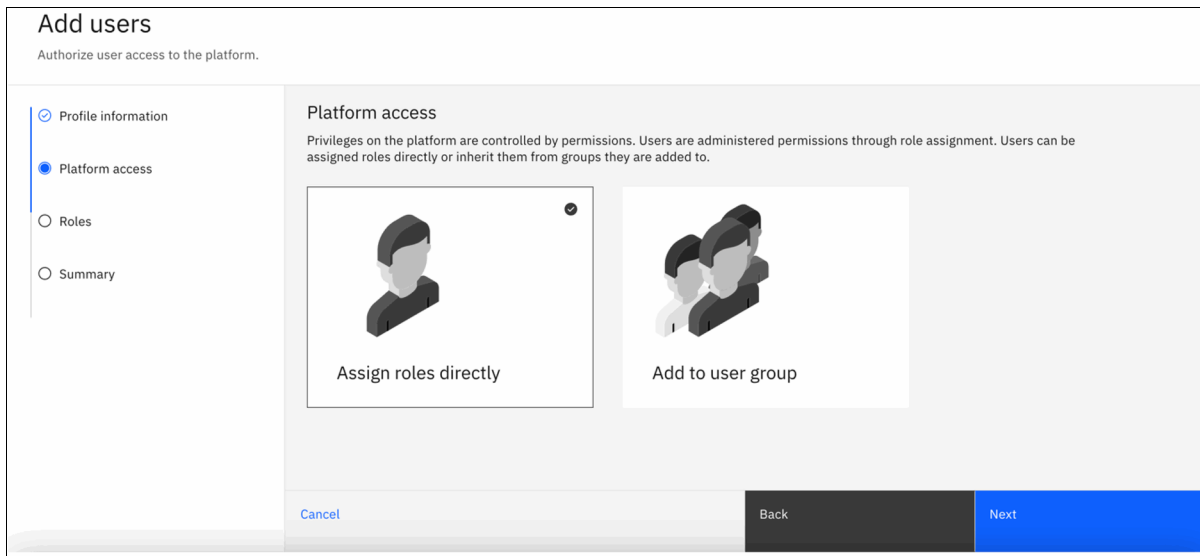 Add users
Authorize user access to the platform.
Profile information
Platform access
Roles
Summary
Platform access
Privileges on the platform are controlled by permissions. Users are administered permissions through role assignment. Users can be
assigned roles directly or inherit them from groups they are added to.
Assign roles directly
Add to user group
Cancel
Back
Next